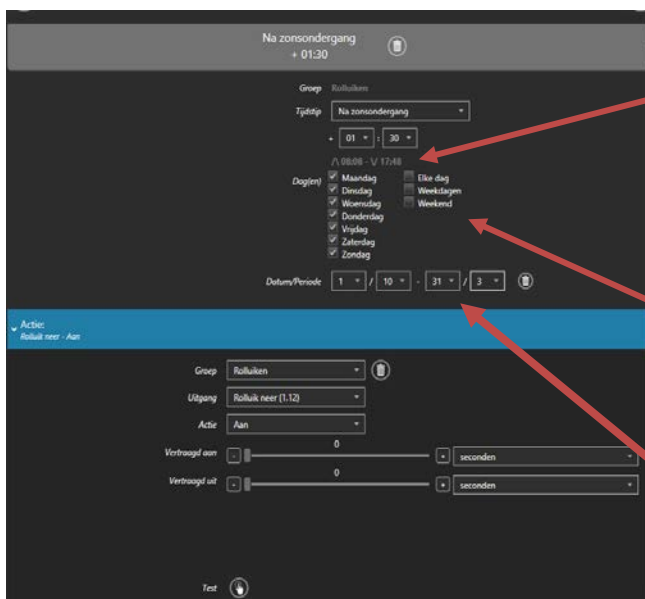 Na zonsondergang
+ 01:30
Groep Rolluiken
Tijdstip Na zonsondergang
+ 01 : 30
/\ 08:08 - \/ 17:48
Dag(en) Maandag Elke dag
Dinsdag Weekdagen
Woensdag Weekend
Donderdag
Vrijdag
Zaterdag
Zondag
Datum/Periode 1 / 10 - 31 / 3
Actie:
Rolluik neer - Aan
Groep Rolluiken
Uitgang Rolluik neer (1.12)
Actie Aan
0
Vertraagd aan - + seconden
0
Vertraagd uit - + seconden
Test